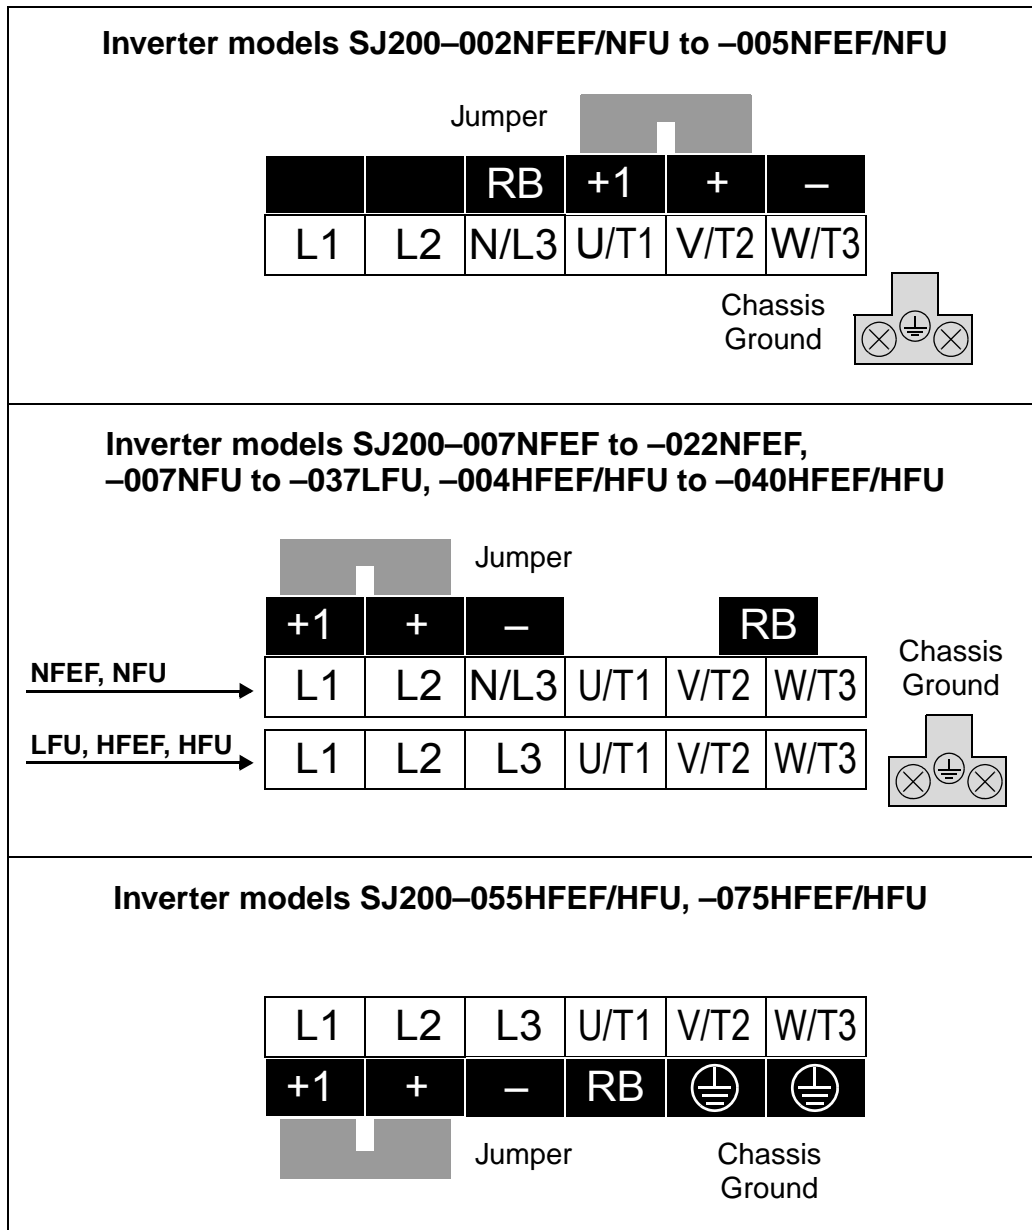 Inverter models SJ200–002NFEF/NFU to –005NFEF/NFU
Jumper
RB +1 + –
L1 L2 N/L3 U/T1 V/T2 W/T3
Chassis
Ground
Inverter models SJ200–007NFEF to –022NFEF,
–007NFU to –037LFU, –004HFEF/HFU to –040HFEF/HFU
Jumper
+1 + – RB
NFEF, NFU L1 L2 N/L3 U/T1 V/T2 W/T3
LFU, HFEF, HFU L1 L2 L3 U/T1 V/T2 W/T3
Chassis
Ground
Inverter models SJ200–055HFEF/HFU, –075HFEF/HFU
L1 L2 L3 U/T1 V/T2 W/T3
+1 + – RB
Jumper
Chassis
Ground